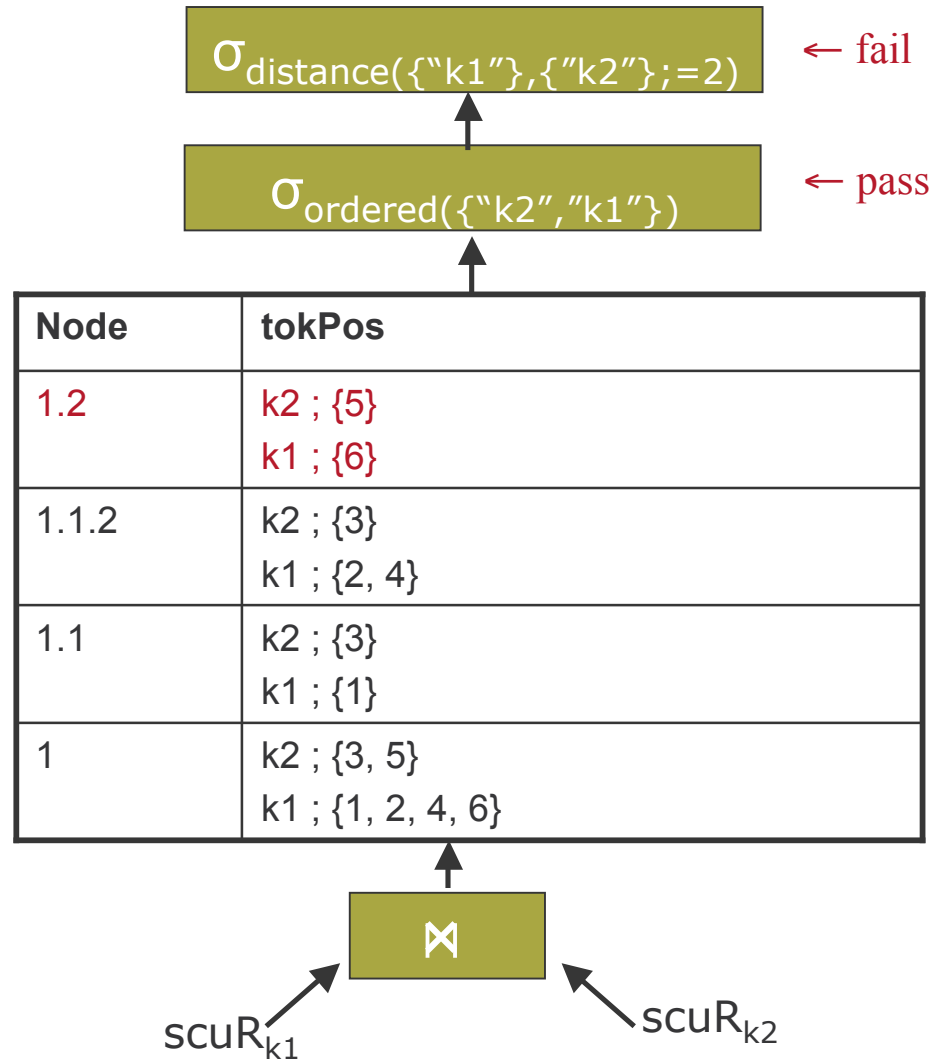 σdistance({“k1”},{”k2”};=2) ← fail
σordered({“k2”,”k1”}) ← pass
Node tokPos
1.2 k2 ; {5}
k1 ; {6}
1.1.2 k2 ; {3}
k1 ; {2, 4}
1.1 k2 ; {3}
k1 ; {1}
1 k2 ; {3, 5}
k1 ; {1, 2, 4, 6}
⋈
scuRk1 scuRk2